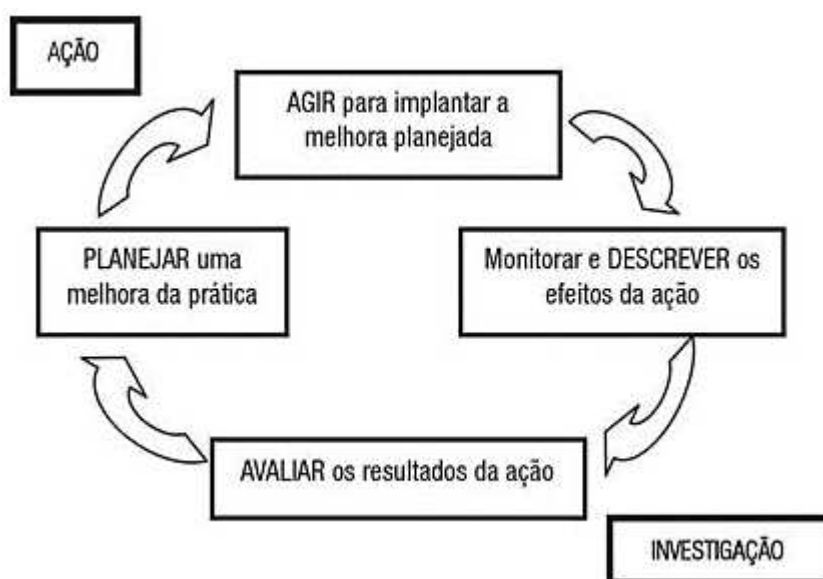 AÇÃO
AGIR para implantar a
melhora planejada
PLANEJAR uma
melhora da prática
Monitorar e DESCREVER os
efeitos da ação
AVALIAR os resultados da ação
INVESTIGAÇÃO